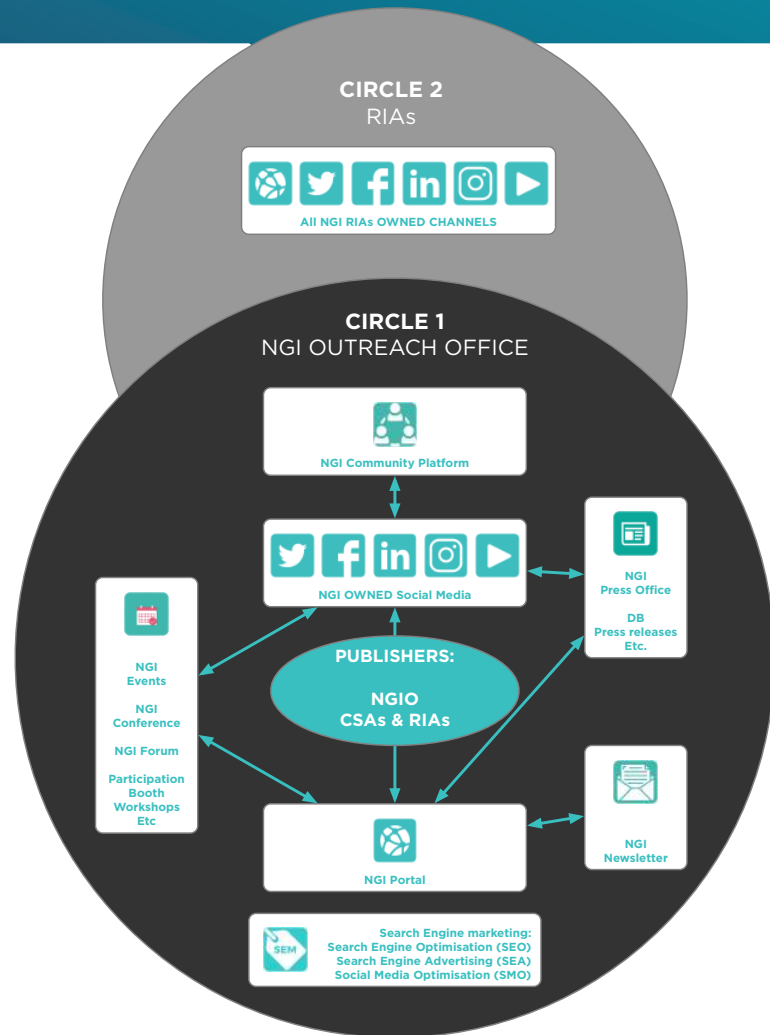 CIRCLE 2
RIAs
in
All NGI RIAs OWNED CHANNELS
CIRCLE 1
NGI OUTREACH OFFICE
NGI Community Platform
in
NGI OWNED Social Media
NGI
Press Office
DB
Press releases
Etc.
NGI
Events
NGI
Conference
NGI Forum
Participation
Booth
Workshops
Etc
PUBLISHERS:
NGIO
CSAs & RIAs
NGI Portal
NGI
Newsletter
SEM
Search Engine marketing:
Search Engine Optimisation (SEO)
Search Engine Advertising (SEA)
Social Media Optimisation (SMO)